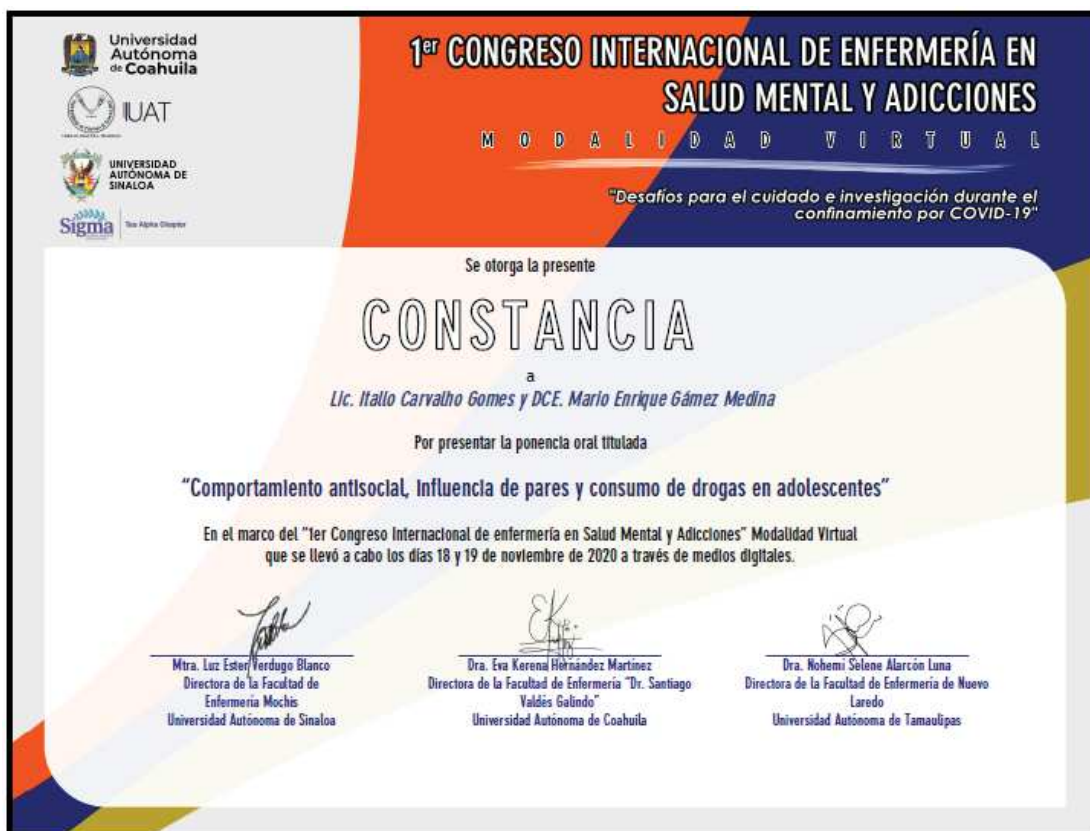 Universidad
Autónoma
de Coahuila
UAT
UNIVERSIDAD
AUTÓNOMA DE
SINALOA
Sigma
Tau Alpha Chapter
1er CONGRESO INTERNACIONAL DE ENFERMERÍA EN
SALUD MENTAL Y ADICCIONES
MODALIDAD VIRTUAL
"Desafíos para el cuidado e investigación durante el
confinamiento por COVID-19"
Se otorga la presente
CONSTANCIA
a
Lic. Itallo Carvalho Gomes y DCE. Mario Enrique Gámez Medina
Por presentar la ponencia oral titulada
“Comportamiento antisocial, influencia de pares y consumo de drogas en adolescentes”
En el marco del “1er Congreso Internacional de enfermería en Salud Mental y Adicciones” Modalidad Virtual
que se llevó a cabo los días 18 y 19 de noviembre de 2020 a través de medios digitales.
Mtra. Luz Ester Verdugo Blanco
Directora de la Facultad de
Enfermería Mochis
Universidad Autónoma de Sinaloa
Dra. Eva Kerena Hernández Martínez
Directora de la Facultad de Enfermería “Dr. Santiago
Valdés Galindo”
Universidad Autónoma de Coahuila
Dra. Nohemí Selene Alarcón Luna
Directora de la Facultad de Enfermería de Nuevo
Laredo
Universidad Autónoma de Tamaulipas